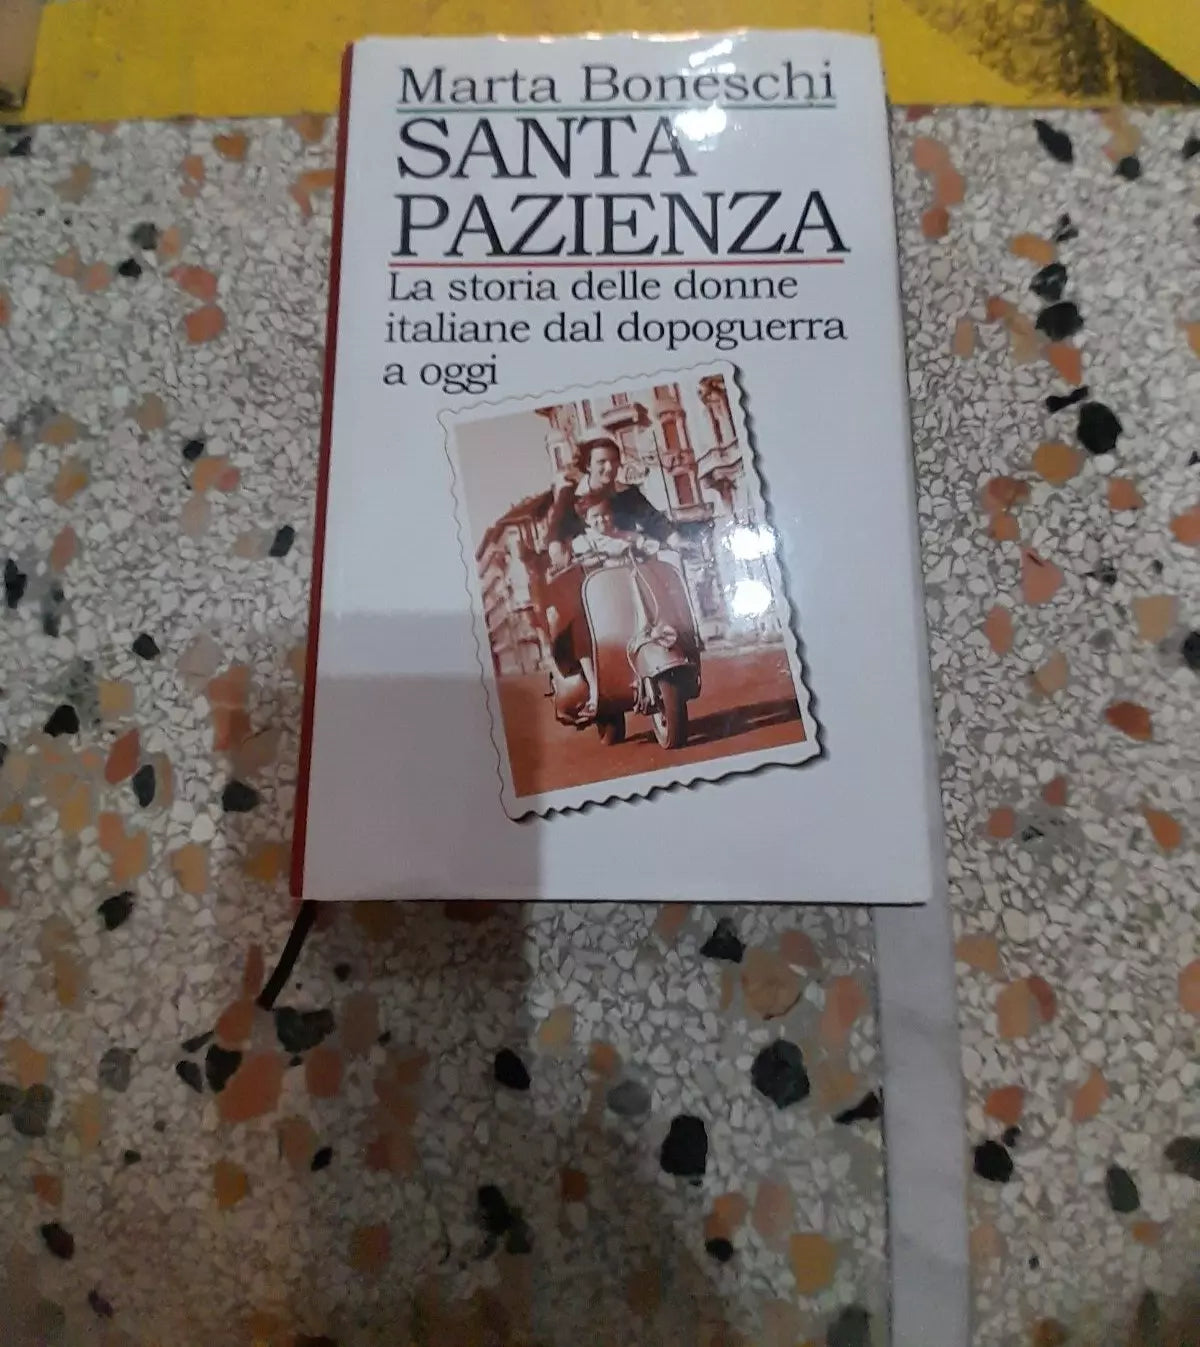 Marta Boneschi
SANTA
PAZIENZA
La storia delle donne
italiane dal dopoguerra
a oggi